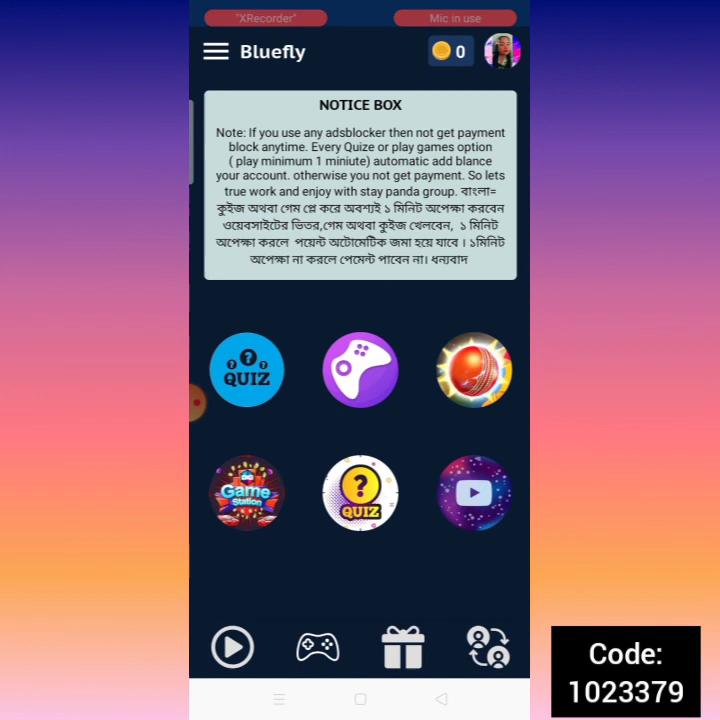 "XRecorder"
Mic in use
Bluefly
0
NOTICE BOX
Note: If you use any adsblocker then not get payment
block anytime. Every Quize or play games option
( play minimum 1 miniute) automatic add blance
your account. otherwise you not get payment. So lets
true work and enjoy with stay panda group. বাংলা=
কুইজ অথবা গেম প্লে করে অবশ্যই ১ মিনিট অপেক্ষা করবেন
ওয়েবসাইটের ভিতর,গেম অথবা কুইজ খেলবেন, ১ মিনিট
অপেক্ষা করলে পয়েন্ট অটোমেটিক জমা হয়ে যাবে । ১মিনিট
অপেক্ষা না করলে পেমেন্ট পাবেন না। ধন্যবাদ
? ? ?
QUIZ
Game
Station
?
QUIZ
Code:
1023379